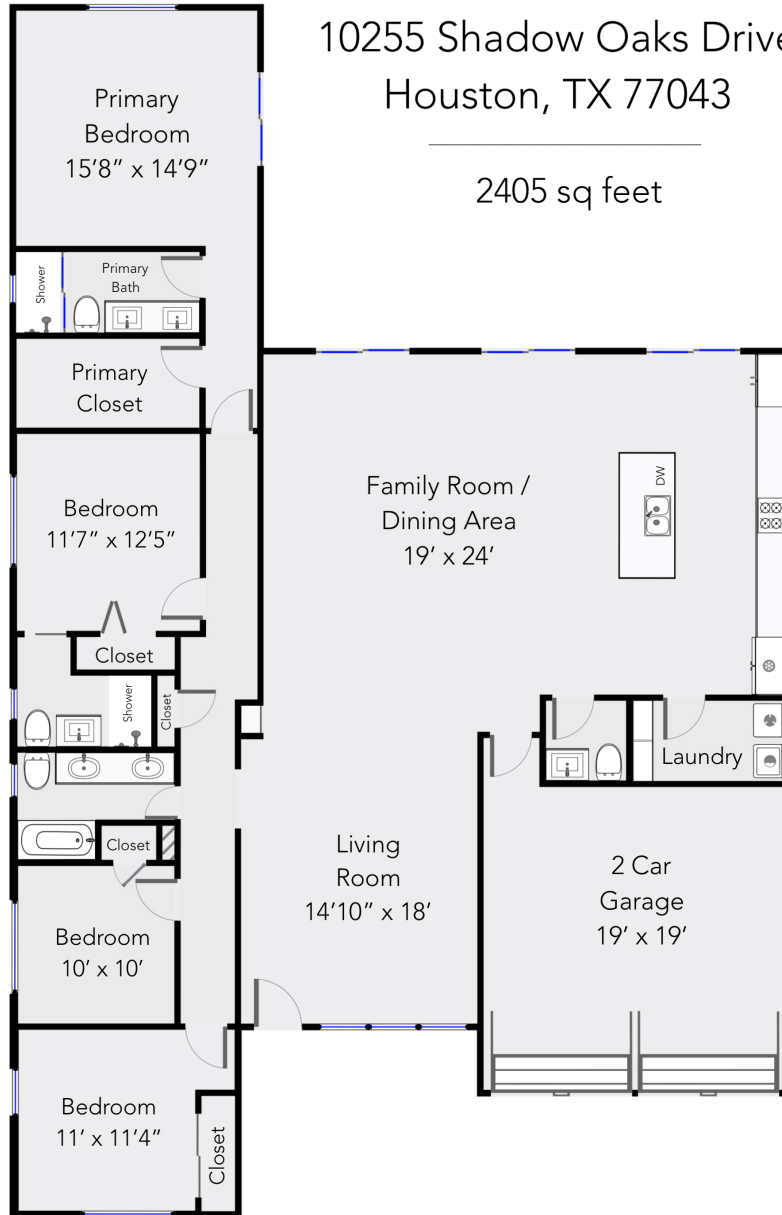 10255 Shadow Oaks Drive
Houston, TX 77043
2405 sq feet
Primary
Bedroom
15'8" x 14'9"
Shower
Primary
Bath
Primary
Closet
Bedroom
11'7" x 12'5"
Closet
Shower
Closet
Family Room /
Dining Area
19' x 24'
DW
Laundry
Closet
Living
Room
14'10" x 18'
2 Car
Garage
19' x 19'
Bedroom
10' x 10'
Bedroom
11' x 11'4"
Closet